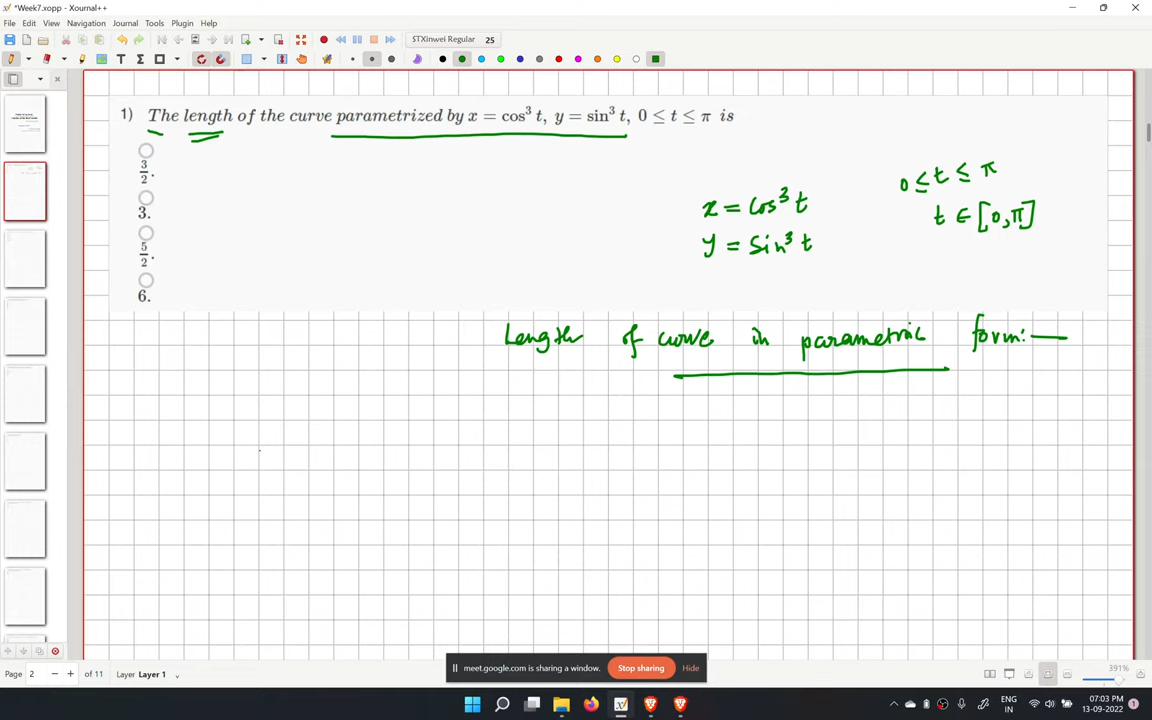 *Week7.xopp - Xournal++
File Edit View Navigation Journal Tools Plugin Help
STXinwei Regular 25
1) The length of the curve parametrized by x = cos³ t, y = sin³ t, 0 ≤ t ≤ π is
3/2.
3.
5/2.
6.
0 ≤ t ≤ π
x = cos³ t
t ∈ [0, π]
y = Sin³ t
Length of curve in parametric form:—
meet.google.com is sharing a window. Stop sharing Hide
Page 2 of 11 Layer Layer 1
391%
ENG
IN
07:03 PM
13-09-2022